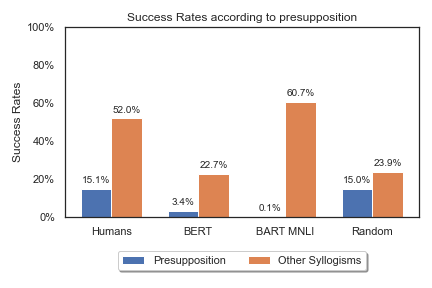 Success Rates according to presupposition
100%
80%
60%
40%
20%
0%
Success Rates
15.1%
52.0%
3.4%
22.7%
0.1%
60.7%
15.0%
23.9%
Humans
BERT
BART MNLI
Random
Presupposition
Other Syllogisms